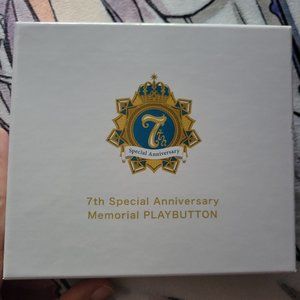 7th
Special Anniversary
7th Special Anniversary
Memorial PLAYBUTTON